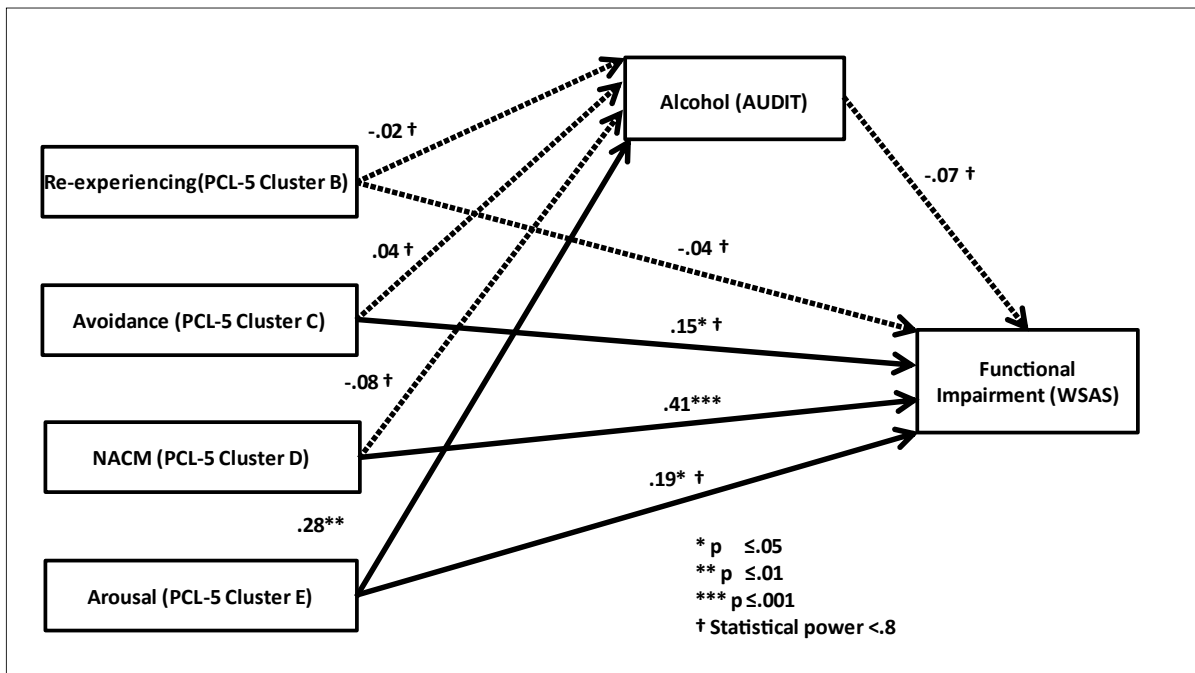 Alcohol (AUDIT)
-.02 †
Re-experiencing(PCL-5 Cluster B)
-.07 †
.04 †
-.04 †
Avoidance (PCL-5 Cluster C)
.15* †
Functional
Impairment (WSAS)
-.08 †
.41***
NACM (PCL-5 Cluster D)
.19* †
.28**
Arousal (PCL-5 Cluster E)
* p ≤.05
** p ≤.01
*** p ≤.001
† Statistical power <.8